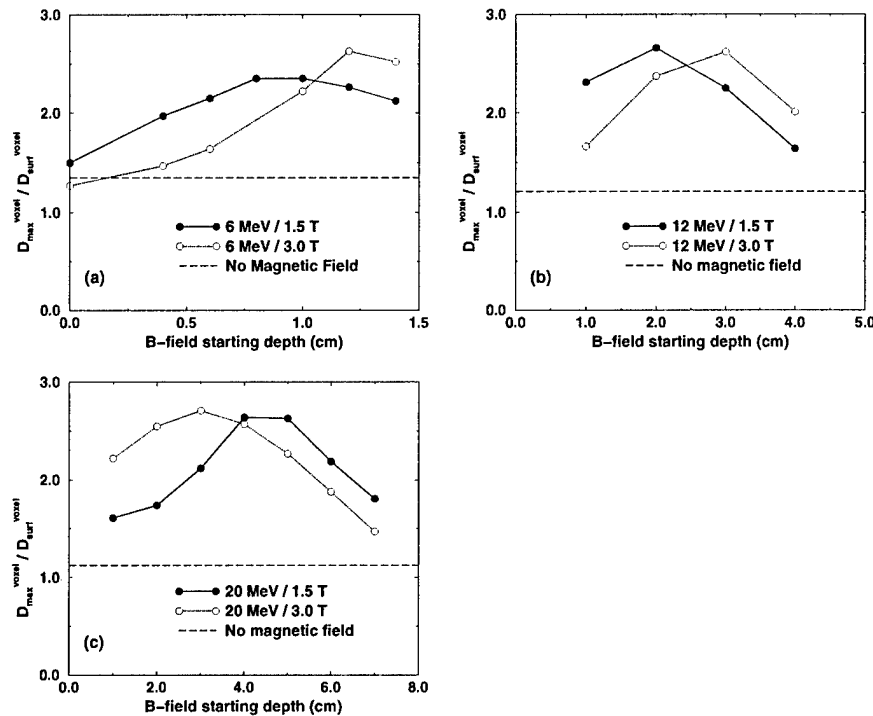 3.0
2.0
1.0
0.0
0.0 0.5 1.0 1.5
D_max^voxel / D_surf^voxel
B-field starting depth (cm)
6 MeV / 1.5 T
6 MeV / 3.0 T
No Magnetic Field
(a)
3.0
2.0
1.0
0.0
0.0 1.0 2.0 3.0 4.0 5.0
D_max^voxel / D_surf^voxel
B-field starting depth (cm)
12 MeV / 1.5 T
12 MeV / 3.0 T
No magnetic field
(b)
3.0
2.0
1.0
0.0
0.0 2.0 4.0 6.0 8.0
D_max^voxel / D_surf^voxel
B-field starting depth (cm)
20 MeV / 1.5 T
20 MeV / 3.0 T
No magnetic field
(c)